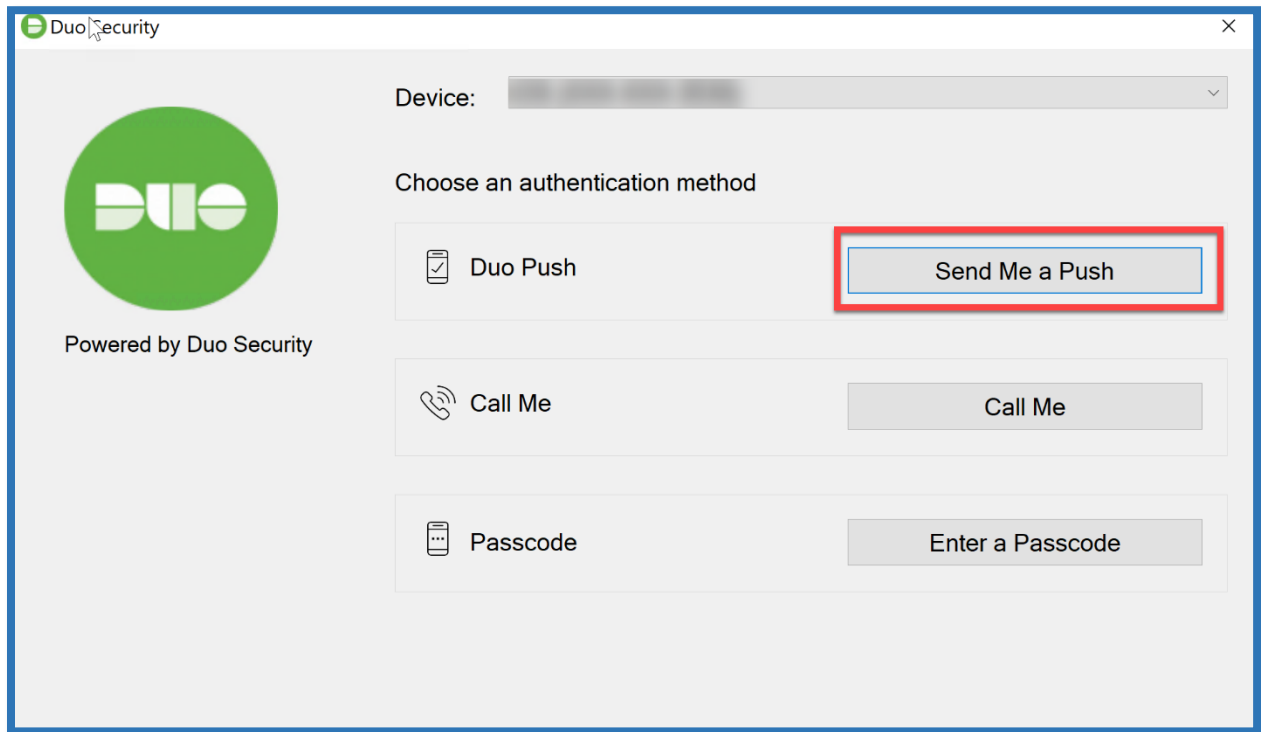 Duo Security
Device:
DUO
Choose an authentication method
Duo Push
Send Me a Push
Powered by Duo Security
Call Me
Call Me
Passcode
Enter a Passcode